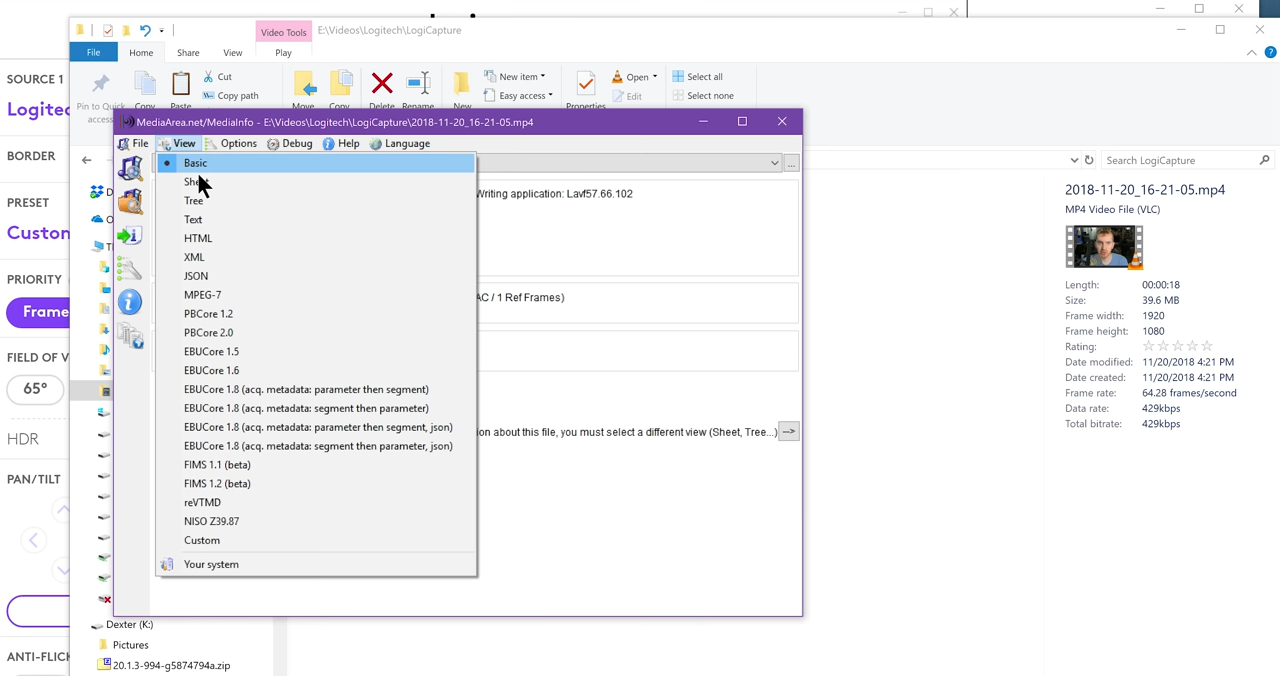 Video Tools
E:\Videos\Logitech\LogiCapture
File
Home
Share
View
Play
SOURCE 1
Logitec
BORDER
PRESET
Custom
PRIORITY
Frame
FIELD OF V
65°
HDR
PAN/TILT
ANTI-FLICK
Pin to Quick
access
Copy
Paste
Cut
Copy path
Move
Copy
Delete
Rename
New
New item
Easy access
Properties
Open
Edit
Select all
Select none
MediaArea.net/MediaInfo - E:\Videos\Logitech\LogiCapture\2018-11-20_16-21-05.mp4
File
View
Options
Debug
Help
Language
Basic
Tree
Text
HTML
XML
JSON
MPEG-7
PBCore 1.2
PBCore 2.0
EBUCore 1.5
EBUCore 1.6
EBUCore 1.8 (acq. metadata: parameter then segment)
EBUCore 1.8 (acq. metadata: segment then parameter)
EBUCore 1.8 (acq. metadata: parameter then segment, json)
EBUCore 1.8 (acq. metadata: segment then parameter, json)
FIMS 1.1 (beta)
FIMS 1.2 (beta)
reVTMD
NISO Z39.87
Custom
Your system
...
Writing application: Lavf57.66.102
AC / 1 Ref Frames)
ion about this file, you must select a different view (Sheet, Tree...)
-->
Dexter (K:)
Pictures
20.1.3-994-g5874794a.zip
Search LogiCapture
2018-11-20_16-21-05.mp4
MP4 Video File (VLC)
Length: 00:00:18
Size: 39.6 MB
Frame width: 1920
Frame height: 1080
Rating:
Date modified: 11/20/2018 4:21 PM
Date created: 11/20/2018 4:21 PM
Frame rate: 64.28 frames/second
Data rate: 429kbps
Total bitrate: 429kbps